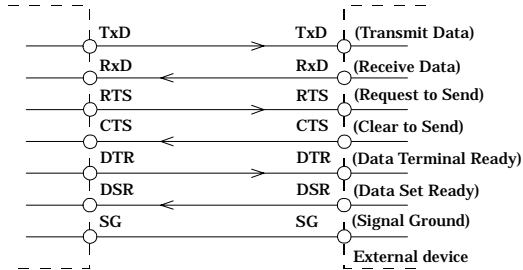 TxD TxD (Transmit Data)
RxD RxD (Receive Data)
RTS RTS (Request to Send)
CTS CTS (Clear to Send)
DTR DTR (Data Terminal Ready)
DSR DSR (Data Set Ready)
SG SG (Signal Ground)
External device